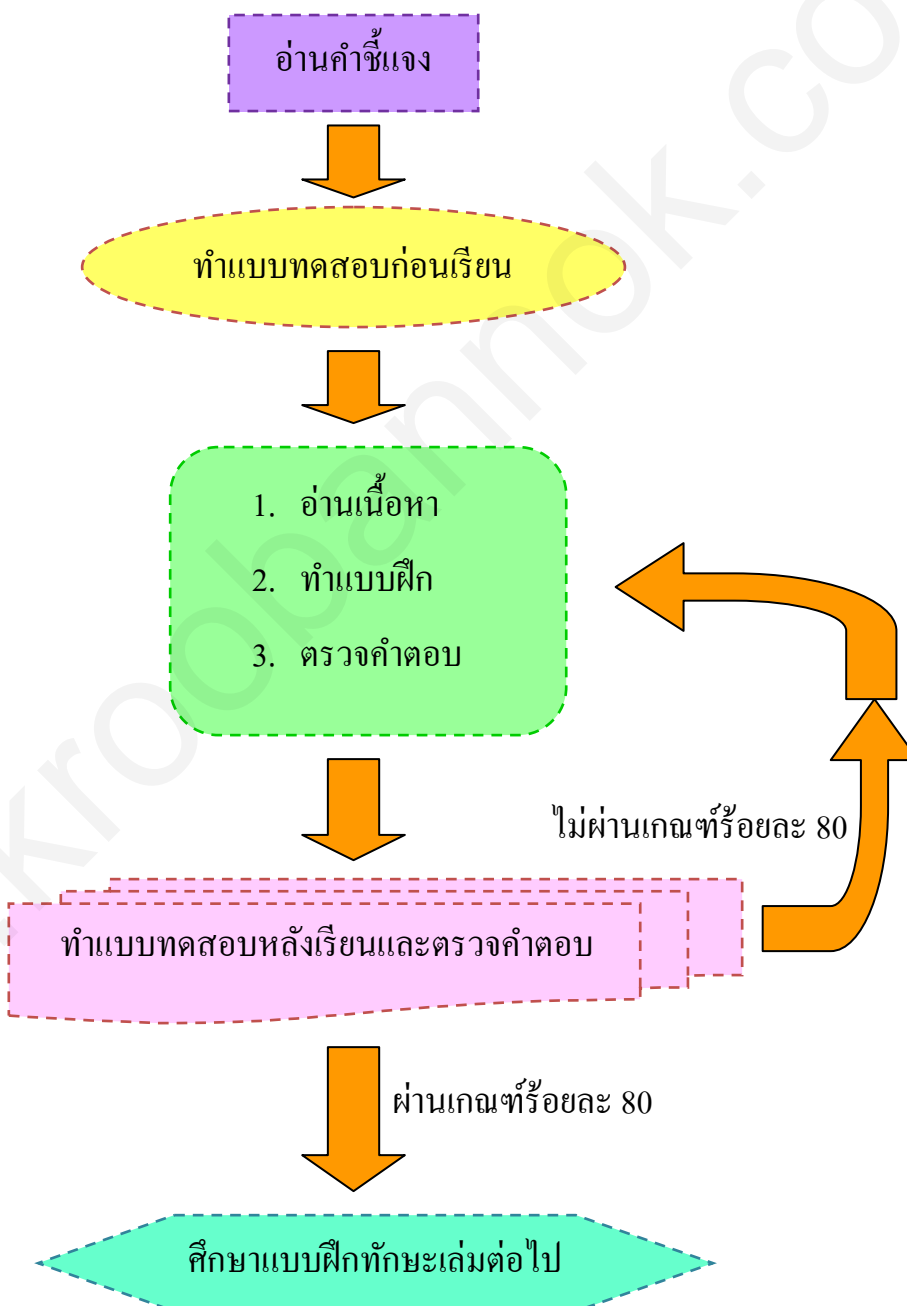 อ่านคำชี้แจง
ทำแบบทดสอบก่อนเรียน
1. อ่านเนื้อหา
2. ทำแบบฝึก
3. ตรวจคำตอบ
ไม่ผ่านเกณฑ์ร้อยละ 80
ทำแบบทดสอบหลังเรียนและตรวจคำตอบ
ผ่านเกณฑ์ร้อยละ 80
ศึกษาแบบฝึกทักษะเล่มต่อไป
kroobannok.co